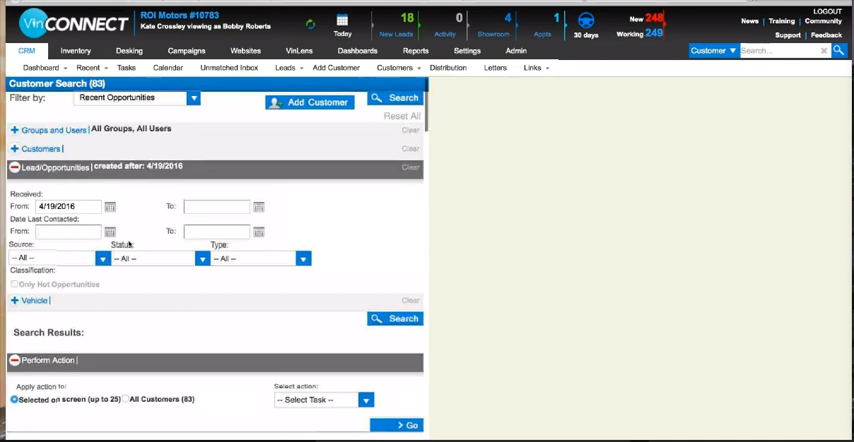 VinCONNECT
ROI Motors #10783
Kate Crossley viewing as Bobby Roberts
Today
18
New Leads
0
Activity
4
Showroom
1
Appts
30 days
New 248
Working 249
LOGOUT
News | Training | Community
Support | Feedback
CRM Inventory Desking Campaigns Websites VinLens Dashboards Reports Settings Admin
Customer Search...
Dashboard Recent Tasks Calendar Unmatched Inbox Leads Add Customer Customers Distribution Letters Links
Customer Search (83)
Filter by: Recent Opportunities Add Customer Search
Reset All
+ Groups and Users | All Groups, All Users Clear
+ Customers | Clear
Lead/Opportunities | created after: 4/19/2016 Clear
Received:
From: 4/19/2016 To:
Date Last Contacted:
From: To:
Source: Status: Type:
-- All -- -- All -- -- All --
Classification:
Only Hot Opportunities
+ Vehicle | Clear
Search
Search Results:
Perform Action |
Apply action to: Select action:
Selected on screen (up to 25) All Customers (83) -- Select Task --
> Go